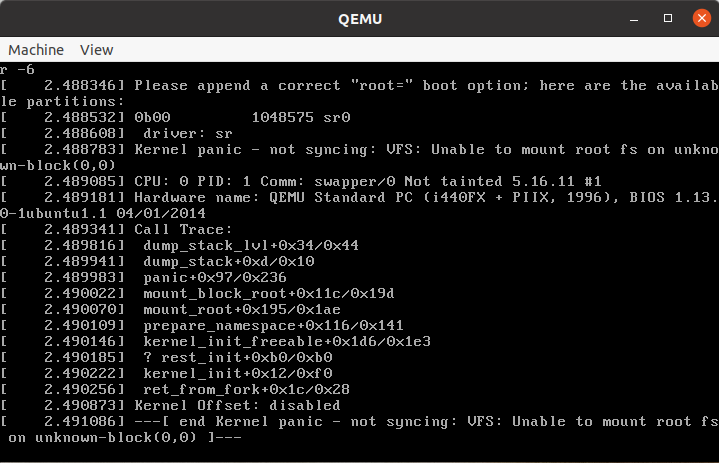 QEMU
Machine View
r -6
[    2.488346] Please append a correct "root=" boot option; here are the availab
le partitions:
[    2.488532] 0b00         1048575 sr0
[    2.488608]  driver: sr
[    2.488783] Kernel panic - not syncing: VFS: Unable to mount root fs on unkno
wn-block(0,0)
[    2.489085] CPU: 0 PID: 1 Comm: swapper/0 Not tainted 5.16.11 #1
[    2.489181] Hardware name: QEMU Standard PC (i440FX + PIIX, 1996), BIOS 1.13.
0-1ubuntu1.1 04/01/2014
[    2.489341] Call Trace:
[    2.489816]  dump_stack_lvl+0x34/0x44
[    2.489941]  dump_stack+0xd/0x10
[    2.489983]  panic+0x97/0x236
[    2.490022]  mount_block_root+0x11c/0x19d
[    2.490070]  mount_root+0x195/0x1ae
[    2.490109]  prepare_namespace+0x116/0x141
[    2.490146]  kernel_init_freeable+0x1d6/0x1e3
[    2.490185]  ? rest_init+0xb0/0xb0
[    2.490222]  kernel_init+0x12/0xf0
[    2.490256]  ret_from_fork+0x1c/0x28
[    2.490873] Kernel Offset: disabled
[    2.491086] ---[ end Kernel panic - not syncing: VFS: Unable to mount root fs
 on unknown-block(0,0) ]---